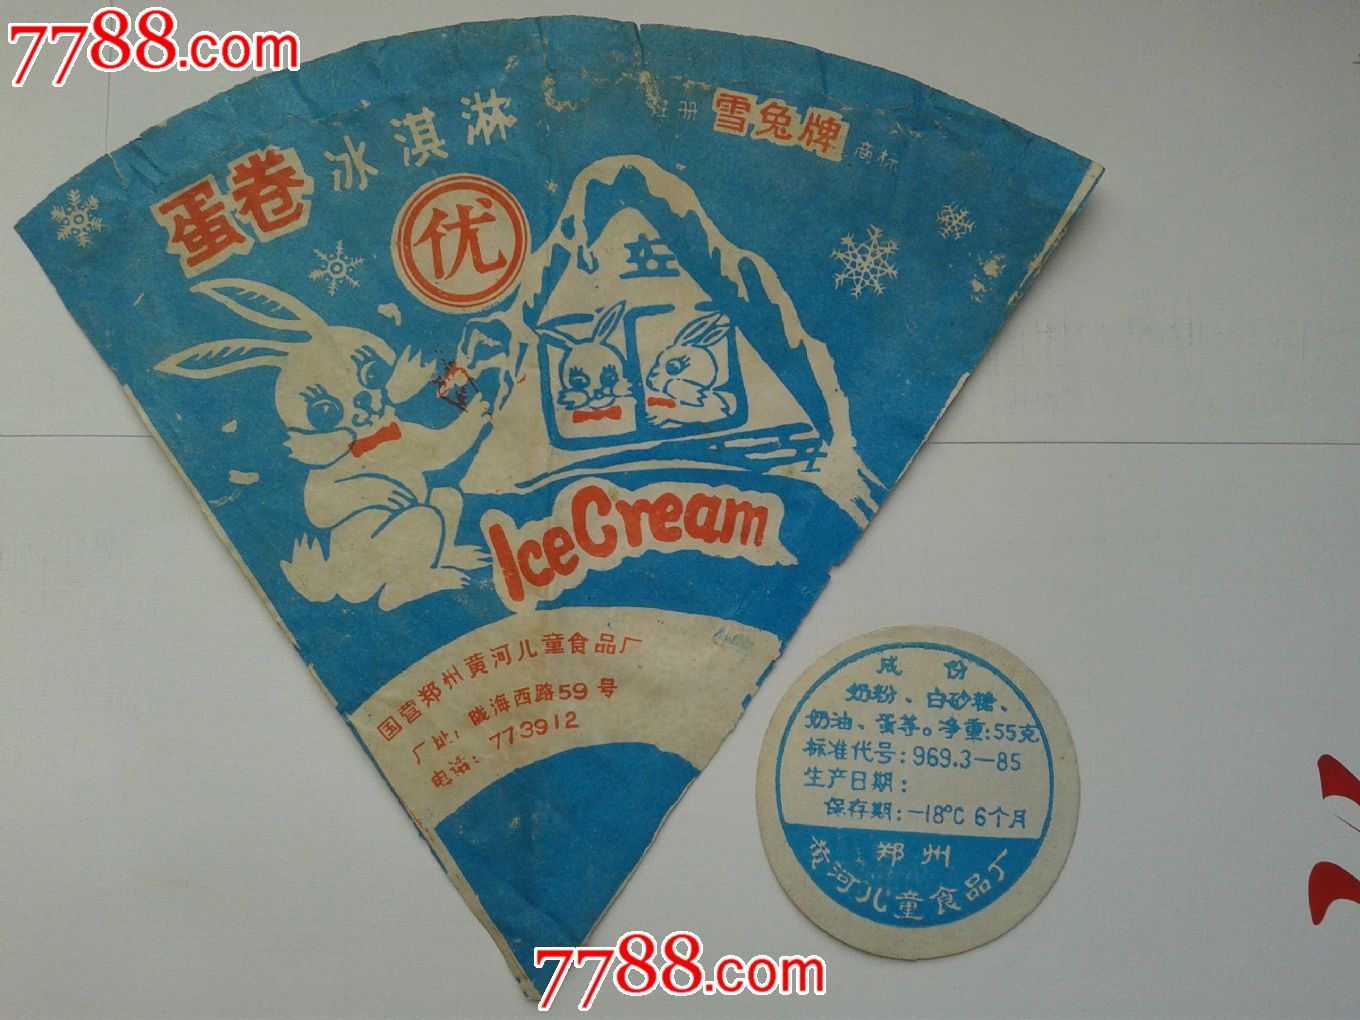 7788.com
蛋卷冰淇淋
注册 雪兔牌 商标
优
IceCream
国营郑州黄河儿童食品厂
厂址：陇海西路59号
电话：773912
成份
奶粉、白砂糖、
奶油、蛋等。净重:55克
标准代号:969.3—85
生产日期:
保存期:—18°C 6个月
郑州
黄河儿童食品厂
7788.com